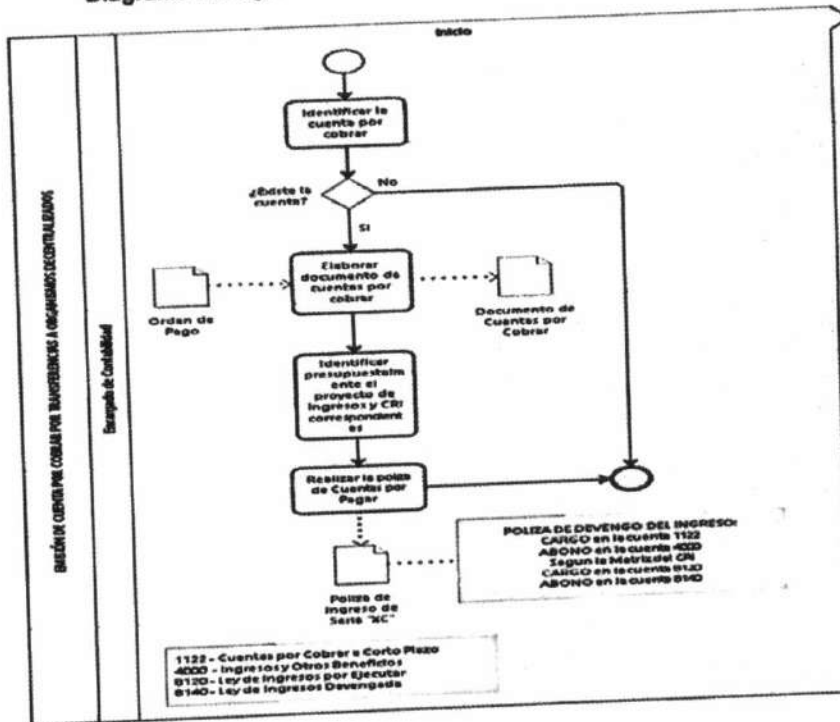 Inicio
EMISIÓN DE CUENTA POR COBRAR POR TRANSFERENCIAS A ORGANISMOS DECENTRALIZADOS
Encargado de Contabilidad
Identificar la
cuenta por
cobrar
¿Existe la
cuenta?
No
Si
Elaborar
documento de
cuentas por
cobrar
Orden de
Pago
Documento de
Cuentas por
Cobrar
Identificar
presupuestalm
ente el
proyecto de
Ingresos y CRI
correspondient
es
Realizar la poliza
de Cuentas por
Pagar
Poliza de
Ingreso de
Serie "XC"
POLIZA DE DEVENGO DEL INGRESO:
CARGO en la cuenta 1122
ABONO en la cuenta 4000
Segun la Matriz del CRI
CARGO en la cuenta 8120
ABONO en la cuenta 8140
1122 - Cuentas por Cobrar a Corto Plazo
4000 - Ingresos y Otros Beneficios
8120 - Ley de Ingresos por Ejecutar
8140 - Ley de Ingresos Devengada